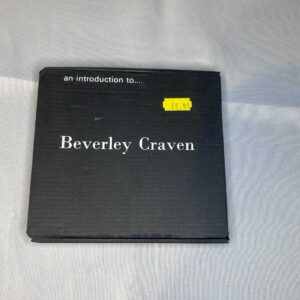 an introduction to....
Beverley Craven